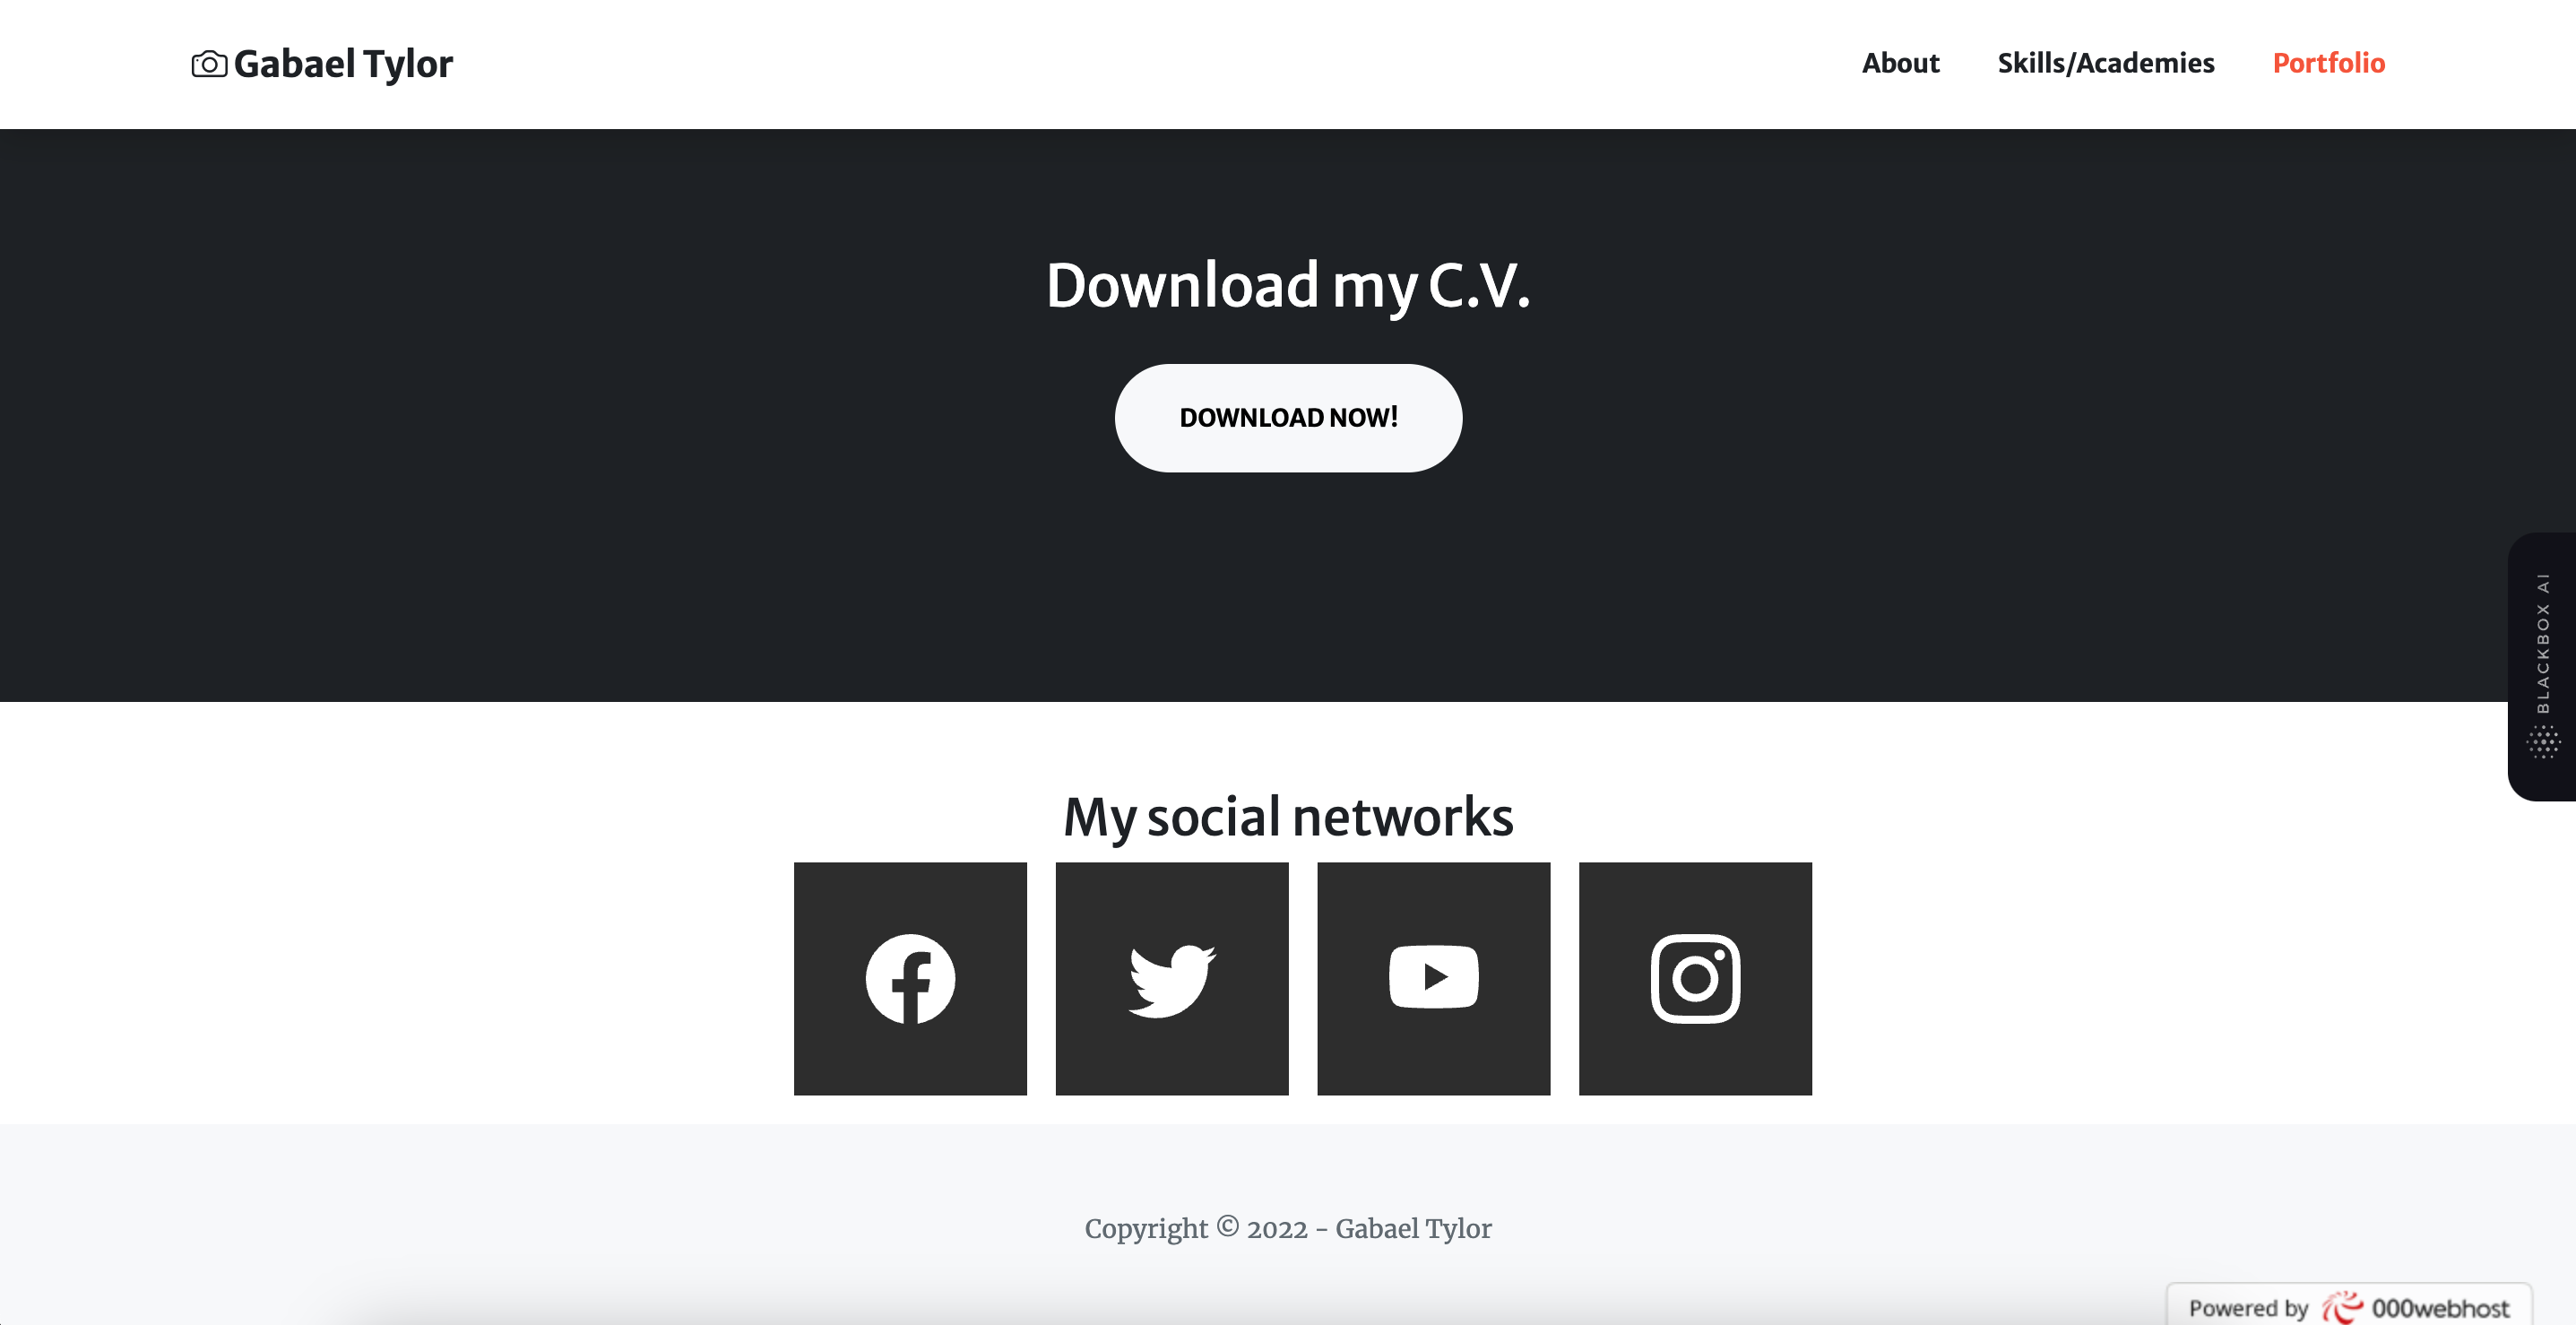 Gabael Tylor
About
Skills/Academies
Portfolio
Download my C.V.
DOWNLOAD NOW!
BLACKBOX AI
My social networks
Copyright © 2022 - Gabael Tylor
Powered by 000webhost